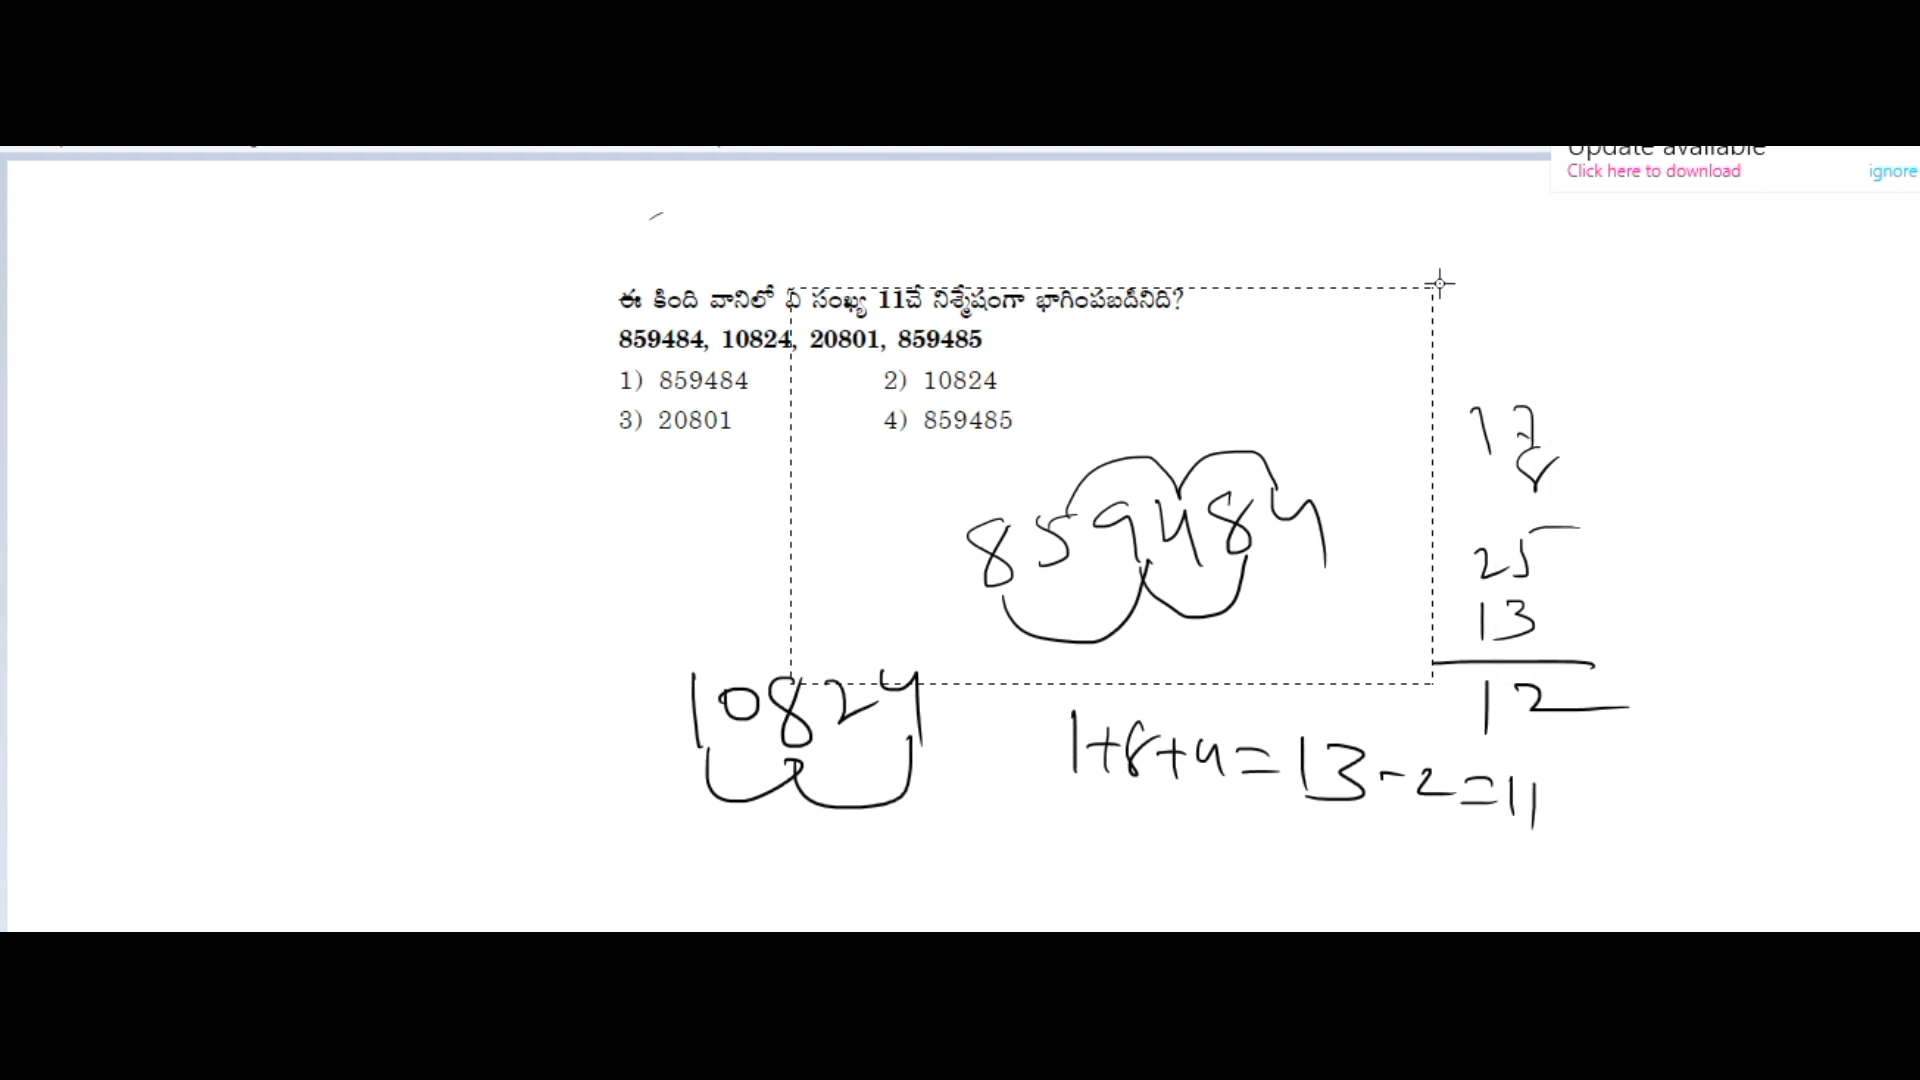 Update available
Click here to download ignore
ఈ కింది వానిలో ఏ సంఖ్య 11చే నిశ్శేషంగా భాగింపబడనిది?
859484, 10824, 20801, 859485
1) 859484 2) 10824
3) 20801 4) 859485
859484
25
13
12
10824
1+8+4=13-2=11